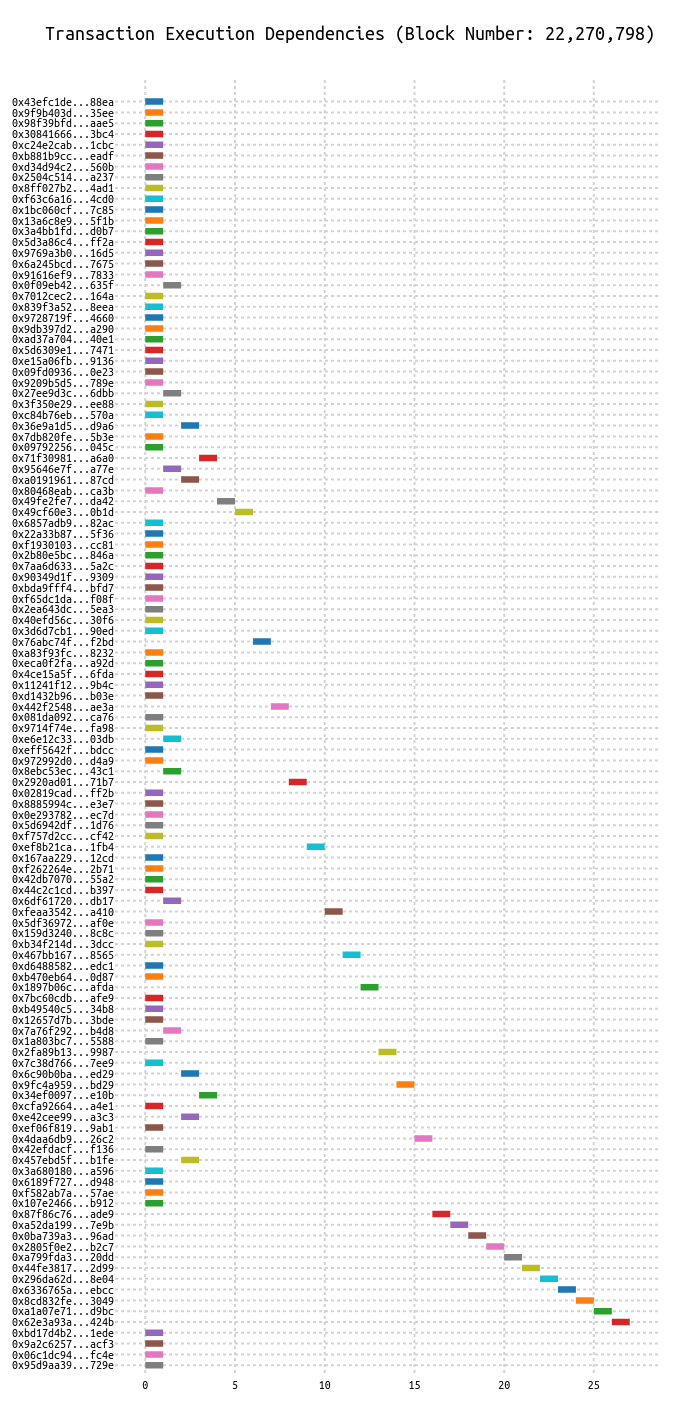 Transaction Execution Dependencies (Block Number: 22,270,798)
0x43efc1de...88ea
0x9f9b403d...35ee
0x98f39bfd...aae5
0x30841666...3bc4
0xc24e2cab...1cbc
0xb881b9cc...eadf
0xd34d94c2...560b
0x2504c514...a237
0x8ff027b2...4ad1
0xf63c6a16...4cd0
0x1bc060cf...7c85
0x13a6c8e9...5f1b
0x3a4bb1fd...d0b7
0x5d3a86c4...ff2a
0x9769a3b0...16d5
0x6a245bcd...7675
0x91616ef9...7833
0x0f09eb42...635f
0x7012cec2...164a
0x839f3a52...8eea
0x9728719f...4660
0x9db397d2...a290
0xad37a704...40e1
0x5d6309e1...7471
0xe15a06fb...9136
0x09fd0936...0e23
0x9209b5d5...789e
0x27ee9d3c...6dbb
0x3f350e29...ee88
0xc84b76eb...570a
0x36e9a1d5...d9a6
0x7db820fe...5b3e
0x09792256...045c
0x71f30981...a6a0
0x95646e7f...a77e
0xa0191961...87cd
0x80468eab...ca3b
0x49fe2fe7...da42
0x49cf60e3...0b1d
0x6857adb9...82ac
0x22a33b87...5f36
0xf1930103...cc81
0x2b80e5bc...846a
0x7aa6d633...5a2c
0x90349d1f...9309
0xbda9fff4...bfd7
0xf65dc1da...f08f
0x2ea643dc...5ea3
0x40efd56c...30f6
0x3d6d7cb1...90ed
0x76abc74f...f2bd
0xa83f93fc...8232
0xeca0f2fa...a92d
0x4ce15a5f...6fda
0x11241f12...9b4c
0xd1432b96...b03e
0x442f2548...ae3a
0x081da092...ca76
0x9714f74e...fa98
0xe6e12c33...03db
0xeff5642f...bdcc
0x972992d0...d4a9
0x8ebc53ec...43c1
0x2920ad01...71b7
0x02819cad...ff2b
0x8885994c...e3e7
0x0e293782...ec7d
0x5d6942df...1d76
0xf757d2cc...cf42
0xef8b21ca...1fb4
0x167aa229...12cd
0xf262264e...2b71
0x42db7070...55a2
0x44c2c1cd...b397
0x6df61720...db17
0xfeaa3542...a410
0x5df36972...af0e
0x159d3240...8c8c
0xb34f214d...3dcc
0x467bb167...8565
0xd6488582...edc1
0xb470eb64...0d87
0x1897b06c...afda
0x7bc60cdb...afe9
0xb49540c5...34b8
0x12657d7b...3bde
0x7a76f292...b4d8
0x1a803bc7...5588
0x2fa89b13...9987
0x7c38d766...7ee9
0x6c90b0ba...ed29
0x9fc4a959...bd29
0x34ef0097...e10b
0xcfa92664...a4e1
0xe42cee99...a3c3
0xef06f819...9ab1
0x4daa6db9...26c2
0x42efdacf...f136
0x457ebd5f...b1fe
0x3a680180...a596
0x6189f727...d948
0xf582ab7a...57ae
0x107e2466...b912
0x87f86c76...ade9
0xa52da199...7e9b
0x0ba739a3...96ad
0x2805f0e2...b2c7
0xa799fda3...20dd
0x44fe3817...2d99
0x296da62d...8e04
0x6336765a...ebcc
0x8cd832fe...3049
0xa1a07e71...d9bc
0x62e3a93a...424b
0xbd17d4b2...1ede
0x9a2c6257...acf3
0x06c1dc94...fc4e
0x95d9aa39...729e
0 5 10 15 20 25